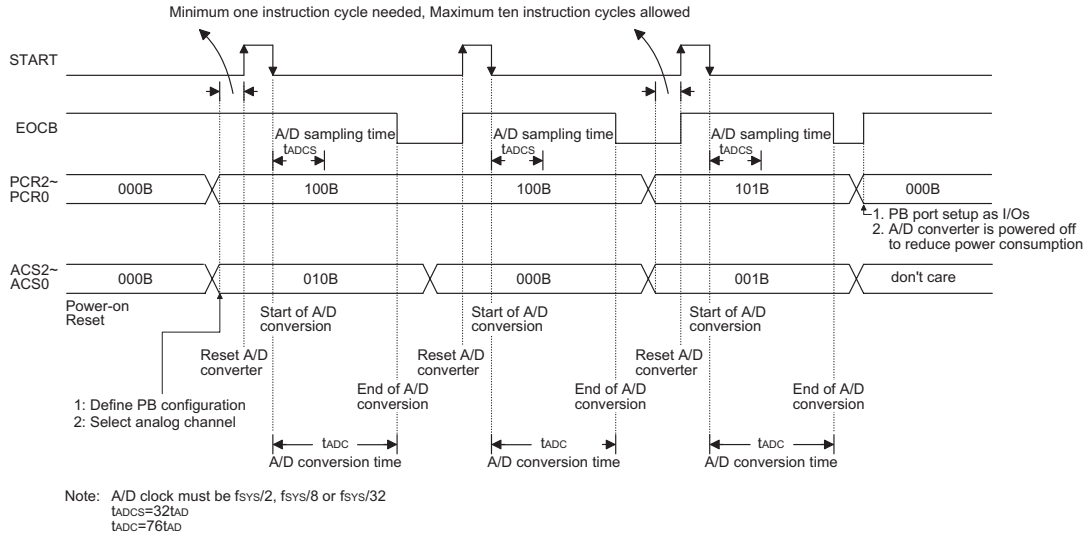 Minimum one instruction cycle needed, Maximum ten instruction cycles allowed
START
EOCB
A/D sampling time
tADCS
A/D sampling time
tADCS
A/D sampling time
tADCS
PCR2~
PCR0
000B
100B
100B
101B
000B
1. PB port setup as I/Os
2. A/D converter is powered off
to reduce power consumption
ACS2~
ACS0
000B
010B
000B
001B
don't care
Power-on
Reset
Start of A/D
conversion
Start of A/D
conversion
Start of A/D
conversion
Reset A/D
converter
Reset A/D
converter
Reset A/D
converter
1: Define PB configuration
2: Select analog channel
End of A/D
conversion
End of A/D
conversion
End of A/D
conversion
tADC
A/D conversion time
tADC
A/D conversion time
tADC
A/D conversion time
Note: A/D clock must be fSYS/2, fSYS/8 or fSYS/32
tADCS=32tAD
tADC=76tAD